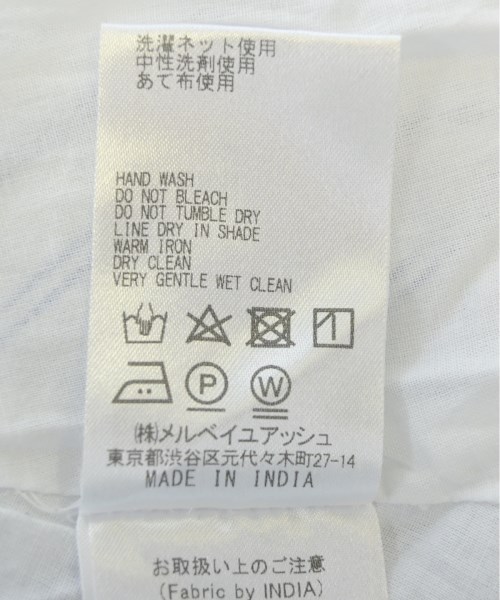 洗濯ネット使用
中性洗剤使用
あて布使用
HAND WASH
DO NOT BLEACH
DO NOT TUMBLE DRY
LINE DRY IN SHADE
WARM IRON
DRY CLEAN
VERY GENTLE WET CLEAN
P W
㈱メルベイユアッシュ
東京都渋谷区元代々木町27-14
MADE IN INDIA
お取扱い上のご注意
(Fabric by INDIA)